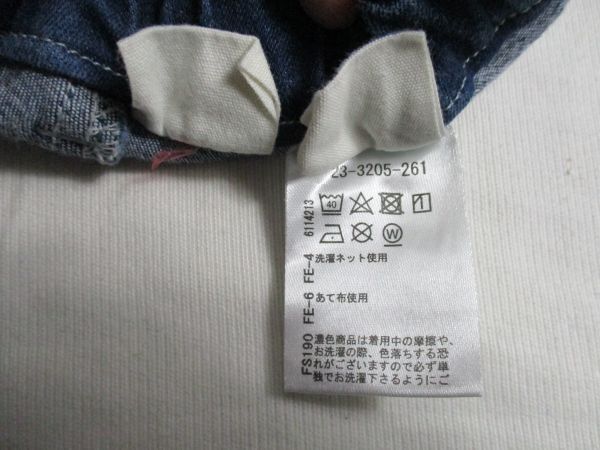 23-3205-261
40
W
洗濯ネット使用
あて布使用
濃色商品は着用中の摩擦や、
お洗濯の際、色落ちする恐
れがございますので必ず単
独でお洗濯下さるようにご
FS190 FE-6 FE-4 6114213